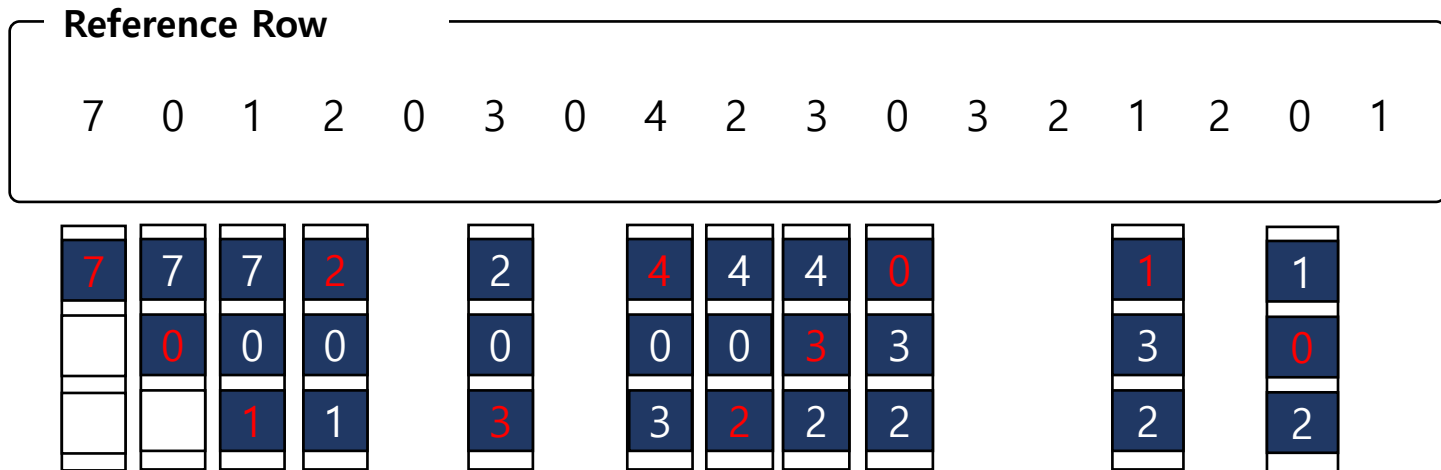 Reference Row
7 0 1 2 0 3 0 4 2 3 0 3 2 1 2 0 1
7 7 7 2 2 4 4 4 0 1 1
0 0 0 0 0 0 3 3 3 0
1 1 3 3 2 2 2 2 2